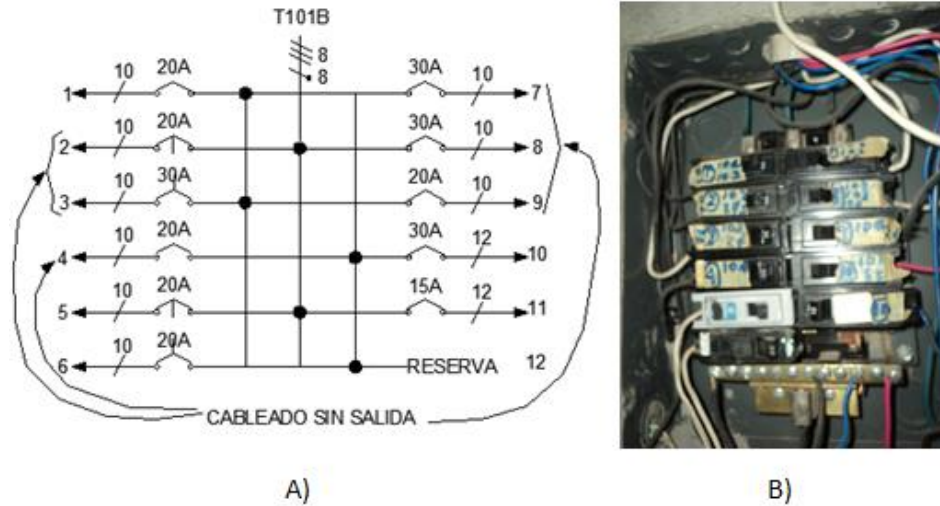 T101B
8
8
1 10 20A 30A 10 7
2 10 20A 30A 10 8
3 10 30A 20A 10 9
4 10 20A 30A 12 10
5 10 20A 15A 12 11
6 10 20A RESERVA 12
CABLEADO SIN SALIDA
A) B)